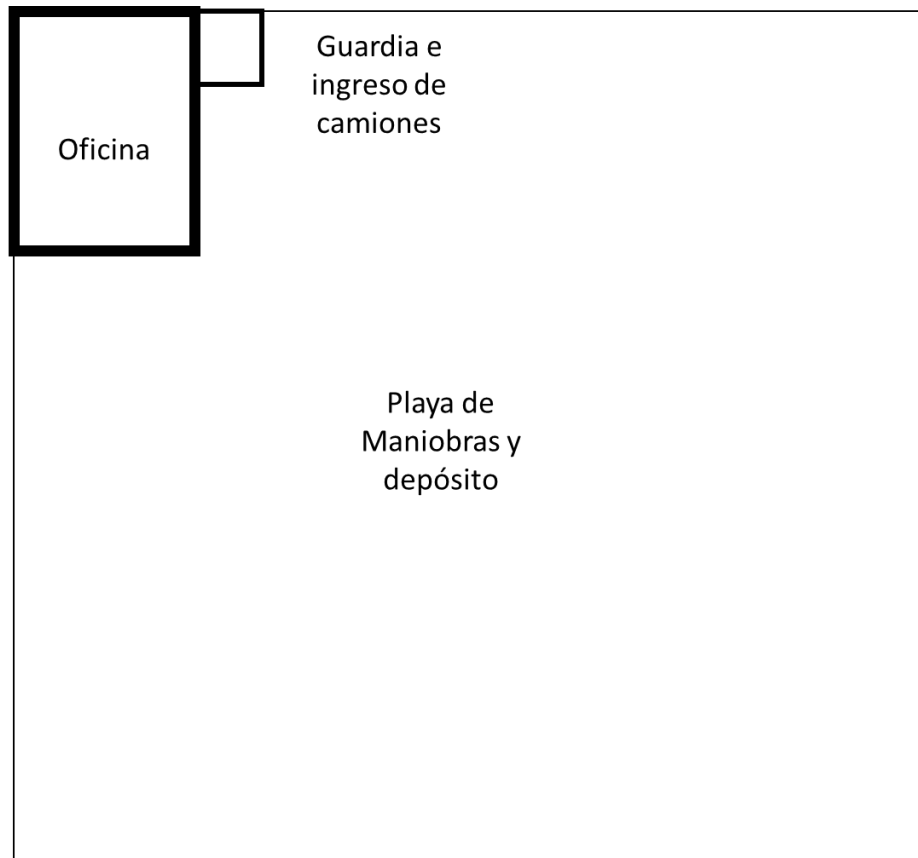 Guardia e
ingreso de
camiones
Oficina
Playa de
Maniobras y
depósito